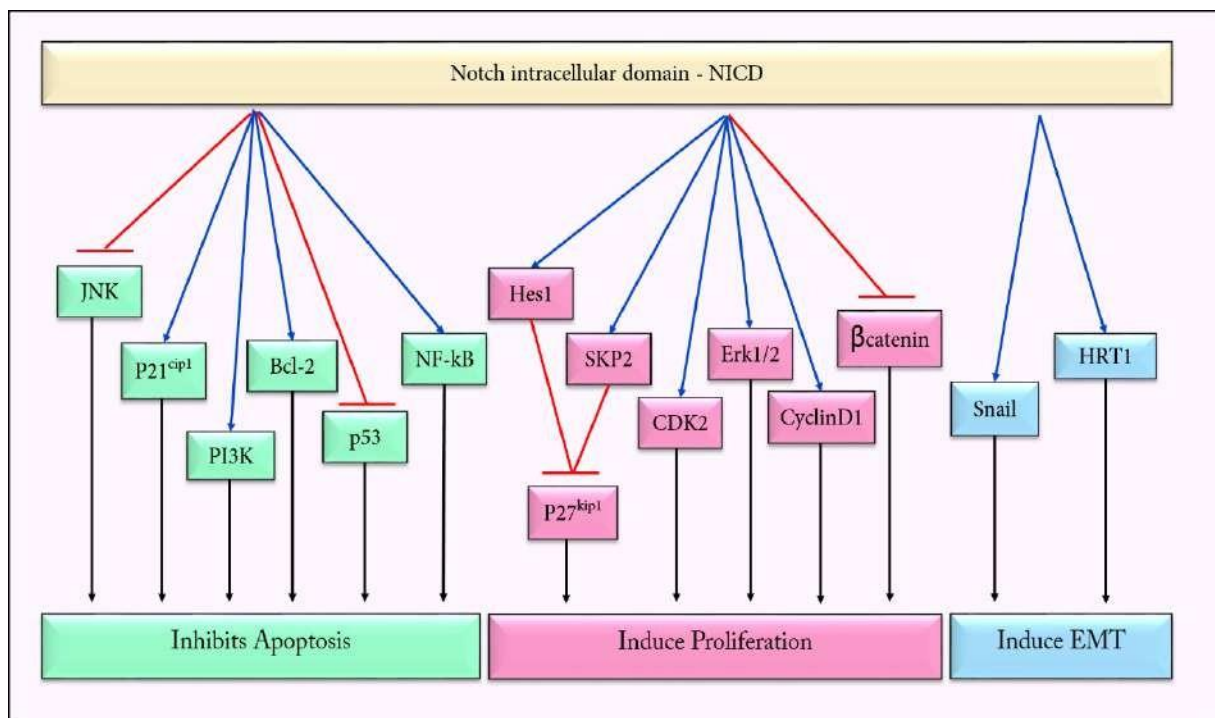 Notch intracellular domain - NICD
JNK
Hes1
P21cip1
Bcl-2
NF-kB
SKP2
Erk1/2
βcatenin
HRT1
PI3K
p53
CDK2
CyclinD1
Snail
P27kip1
Inhibits Apoptosis
Induce Proliferation
Induce EMT